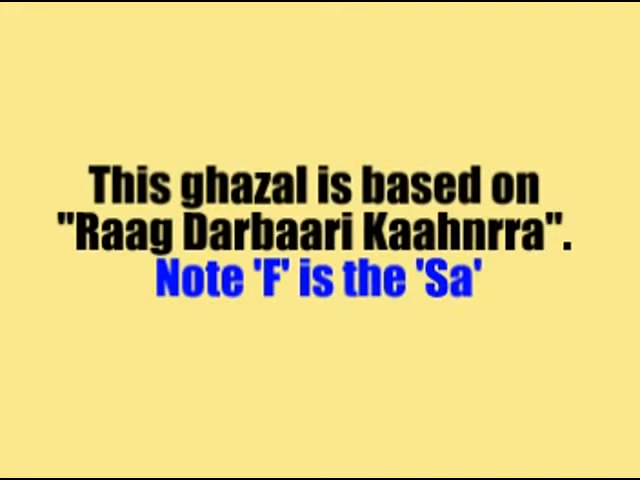 This ghazal is based on
"Raag Darbaari Kaahnrra".
Note 'F' is the 'Sa'